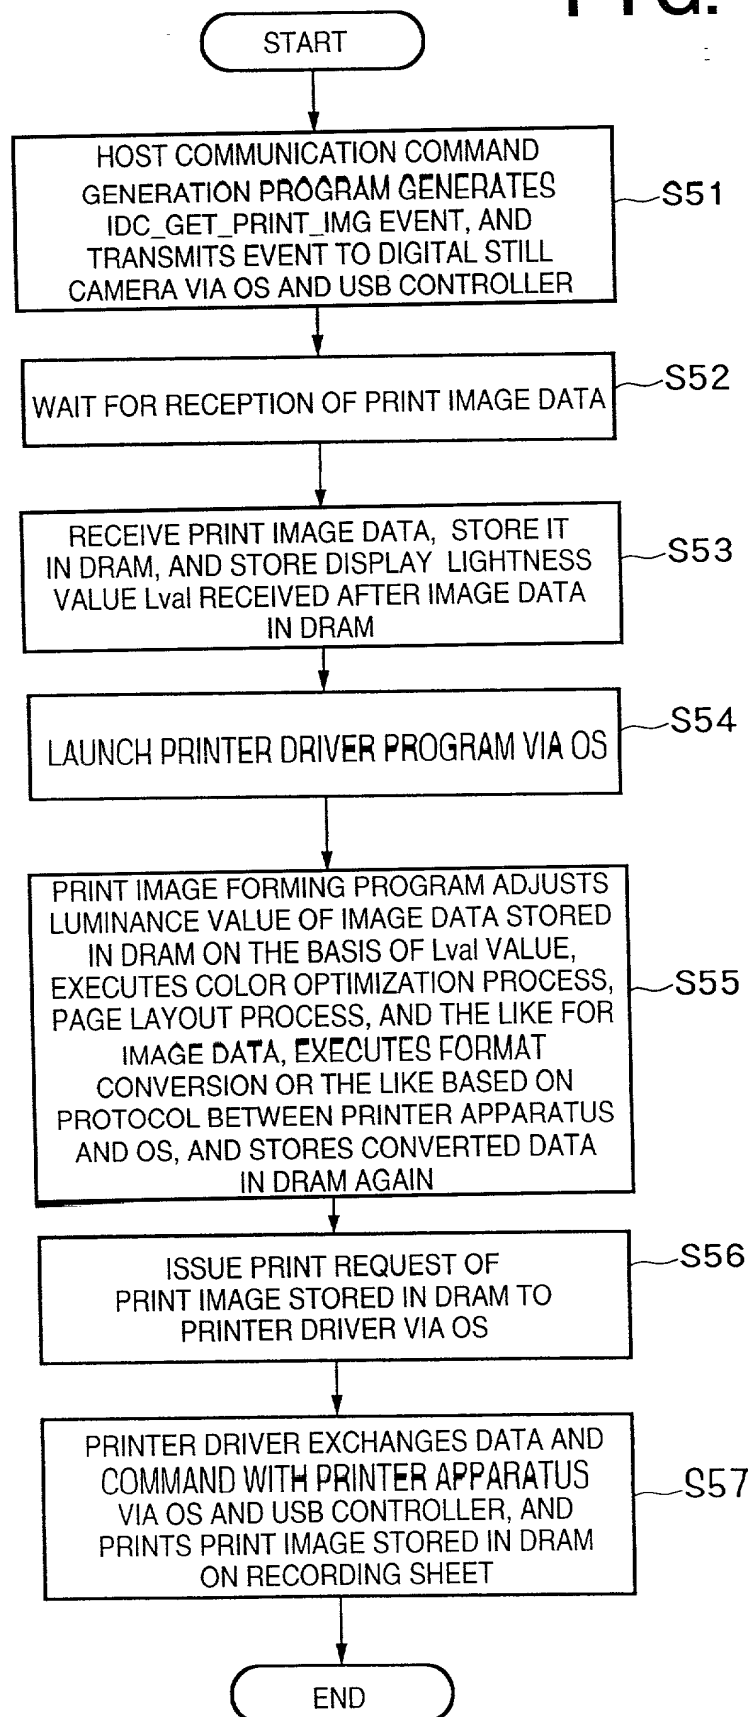 FIG.
START
HOST COMMUNICATION COMMAND
GENERATION PROGRAM GENERATES
IDC_GET_PRINT_IMG EVENT, AND
TRANSMITS EVENT TO DIGITAL STILL
CAMERA VIA OS AND USB CONTROLLER
S51
WAIT FOR RECEPTION OF PRINT IMAGE DATA
S52
RECEIVE PRINT IMAGE DATA, STORE IT
IN DRAM, AND STORE DISPLAY LIGHTNESS
VALUE Lval RECEIVED AFTER IMAGE DATA
IN DRAM
S53
LAUNCH PRINTER DRIVER PROGRAM VIA OS
S54
PRINT IMAGE FORMING PROGRAM ADJUSTS
LUMINANCE VALUE OF IMAGE DATA STORED
IN DRAM ON THE BASIS OF Lval VALUE,
EXECUTES COLOR OPTIMIZATION PROCESS,
PAGE LAYOUT PROCESS, AND THE LIKE FOR
IMAGE DATA, EXECUTES FORMAT
CONVERSION OR THE LIKE BASED ON
PROTOCOL BETWEEN PRINTER APPARATUS
AND OS, AND STORES CONVERTED DATA
IN DRAM AGAIN
S55
ISSUE PRINT REQUEST OF
PRINT IMAGE STORED IN DRAM TO
PRINTER DRIVER VIA OS
S56
PRINTER DRIVER EXCHANGES DATA AND
COMMAND WITH PRINTER APPARATUS
VIA OS AND USB CONTROLLER, AND
PRINTS PRINT IMAGE STORED IN DRAM
ON RECORDING SHEET
S57
END